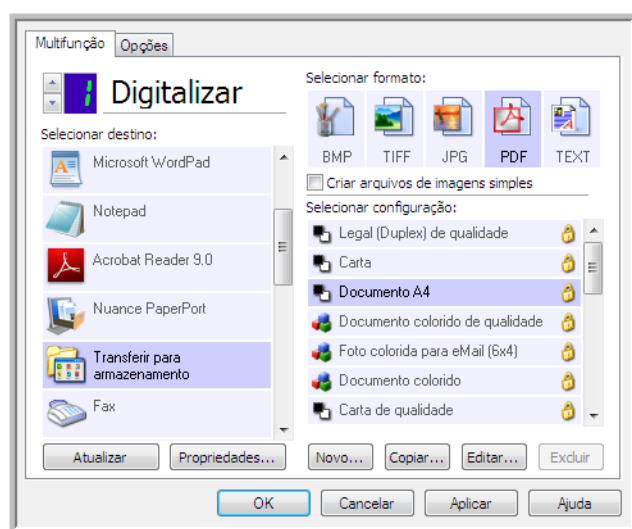 Multifunção
Opções
1
Digitalizar
Selecionar destino:
Microsoft WordPad
Notepad
Acrobat Reader 9.0
Nuance PaperPort
Transferir para
armazenamento
Fax
Atualizar
Propriedades...
Selecionar formato:
BMP
TIFF
JPG
PDF
TEXT
Criar arquivos de imagens simples
Selecionar configuração:
Legal (Duplex) de qualidade
Carta
Documento A4
Documento colorido de qualidade
Foto colorida para eMail (6x4)
Documento colorido
Carta de qualidade
Novo...
Copiar...
Editar...
Excluir
OK
Cancelar
Aplicar
Ajuda